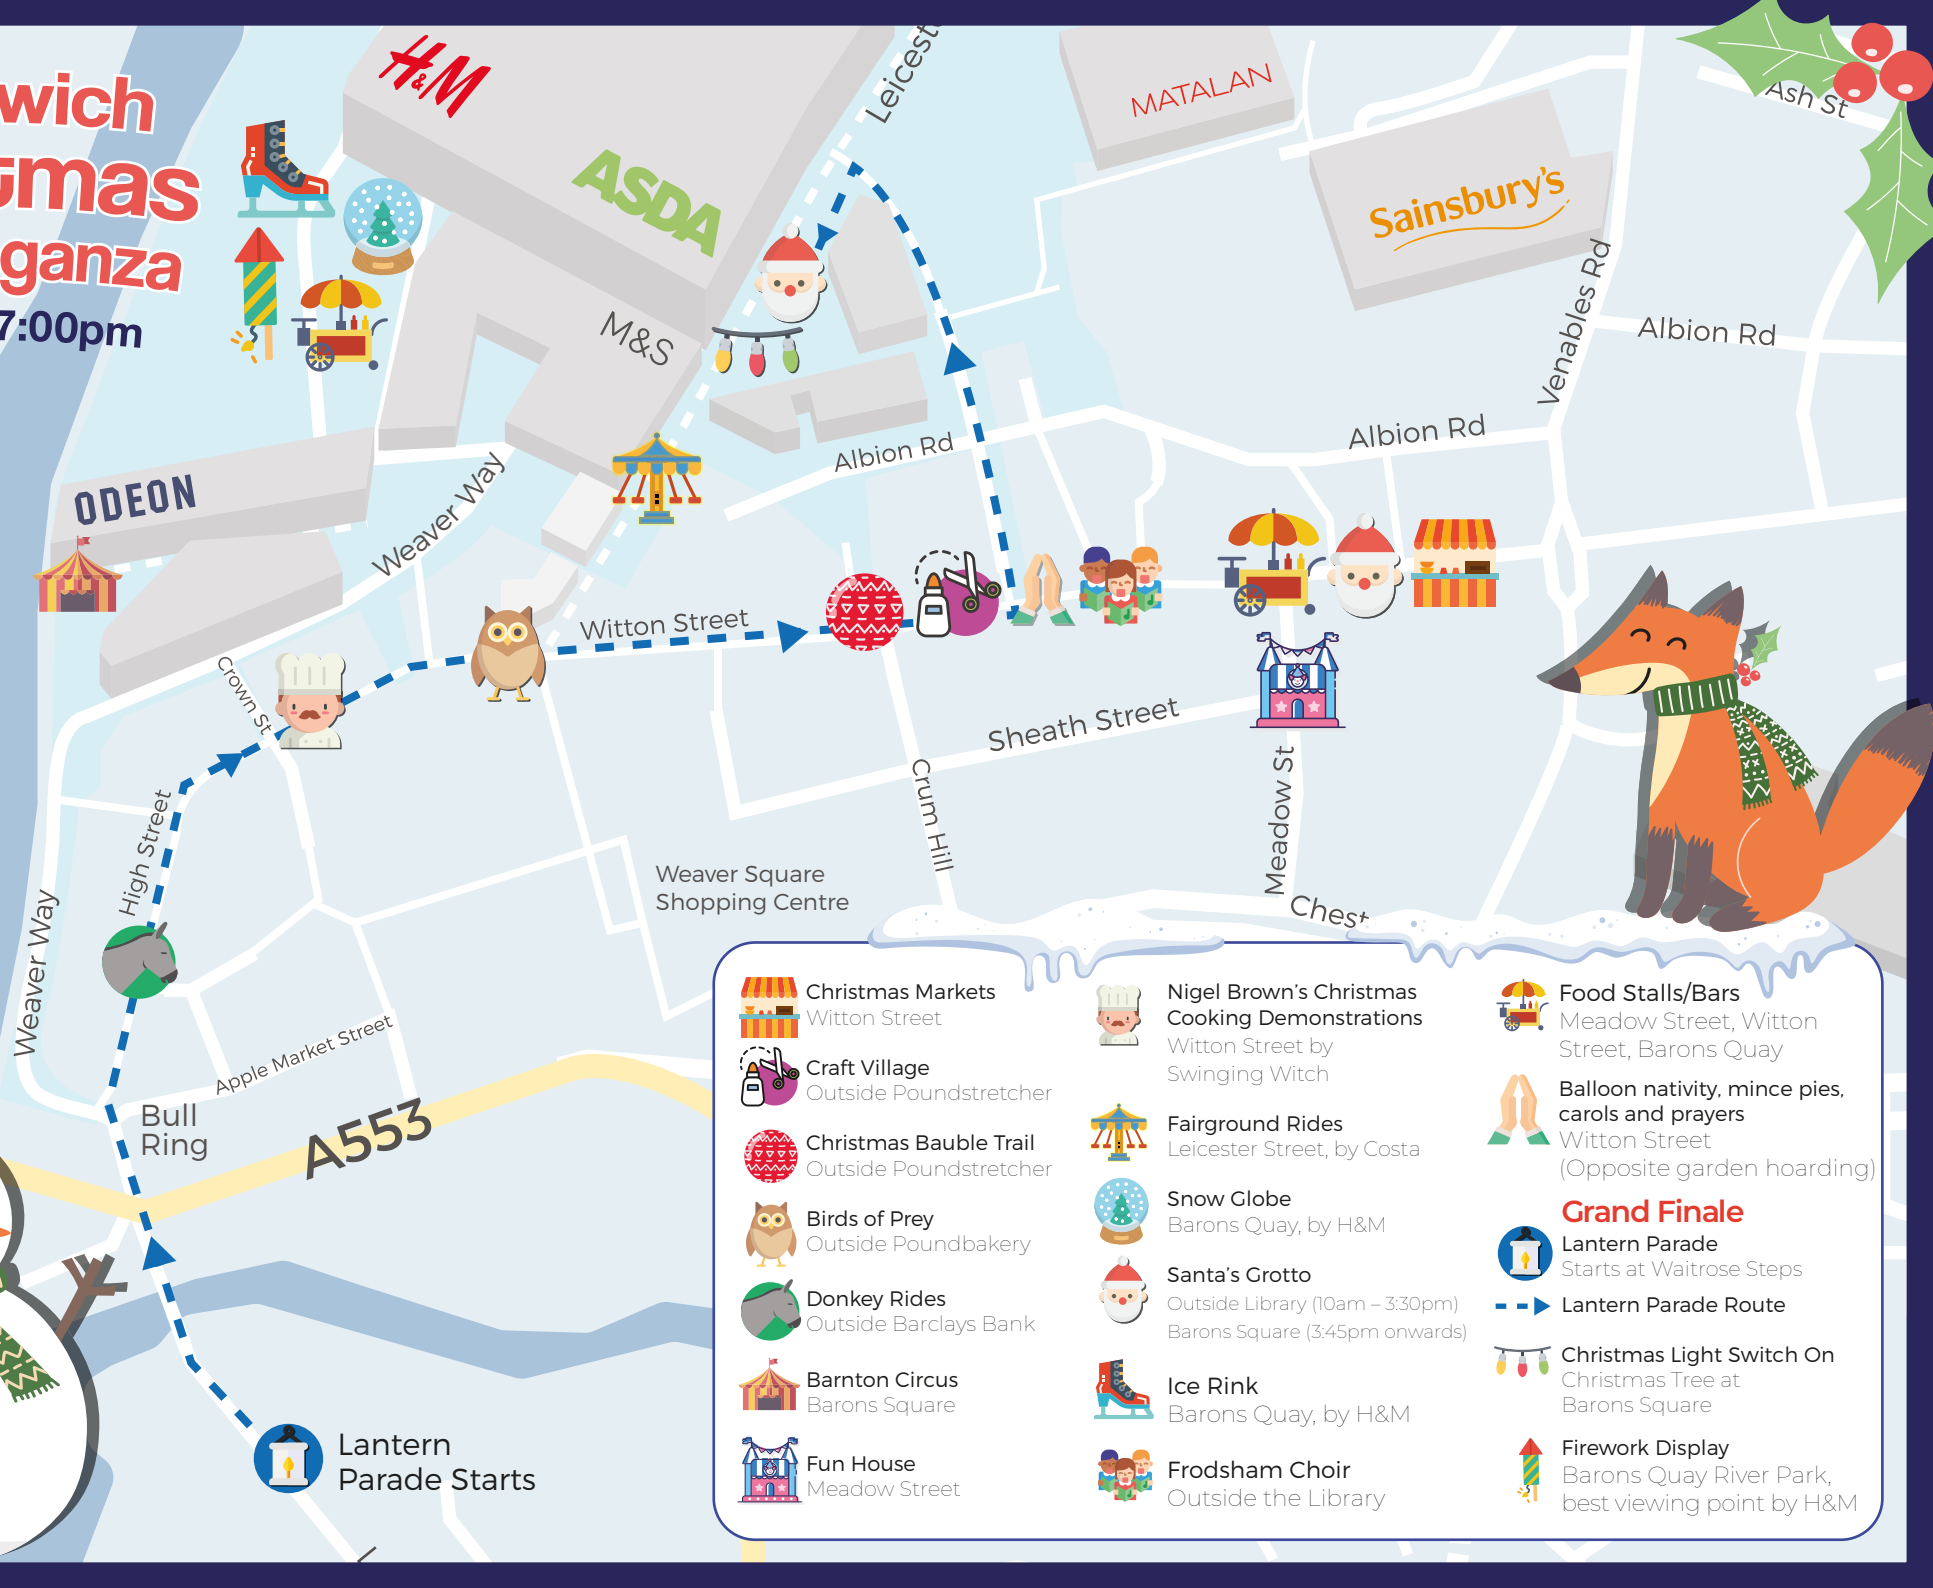 wich
tmas
ganza
7:00pm
H&M
ASDA
M&S
Leicest
MATALAN
Sainsbury's
Ash St
Venables Rd
Albion Rd
Albion Rd
Albion Rd
ODEON
Weaver Way
Witton Street
Crown St
Sheath Street
Crum Hill
Meadow St
High Street
Weaver Way
Weaver Square
Shopping Centre
Chest
Apple Market Street
Bull
Ring
A553
Lantern
Parade Starts
Christmas Markets
Witton Street
Craft Village
Outside Poundstretcher
Christmas Bauble Trail
Outside Poundstretcher
Birds of Prey
Outside Poundbakery
Donkey Rides
Outside Barclays Bank
Barnton Circus
Barons Square
Fun House
Meadow Street
Nigel Brown's Christmas
Cooking Demonstrations
Witton Street by
Swinging Witch
Fairground Rides
Leicester Street, by Costa
Snow Globe
Barons Quay, by H&M
Santa's Grotto
Outside Library (10am – 3:30pm)
Barons Square (3:45pm onwards)
Ice Rink
Barons Quay, by H&M
Frodsham Choir
Outside the Library
Food Stalls/Bars
Meadow Street, Witton
Street, Barons Quay
Balloon nativity, mince pies,
carols and prayers
Witton Street
(Opposite garden hoarding)
Grand Finale
Lantern Parade
Starts at Waitrose Steps
Lantern Parade Route
Christmas Light Switch On
Christmas Tree at
Barons Square
Firework Display
Barons Quay River Park,
best viewing point by H&M